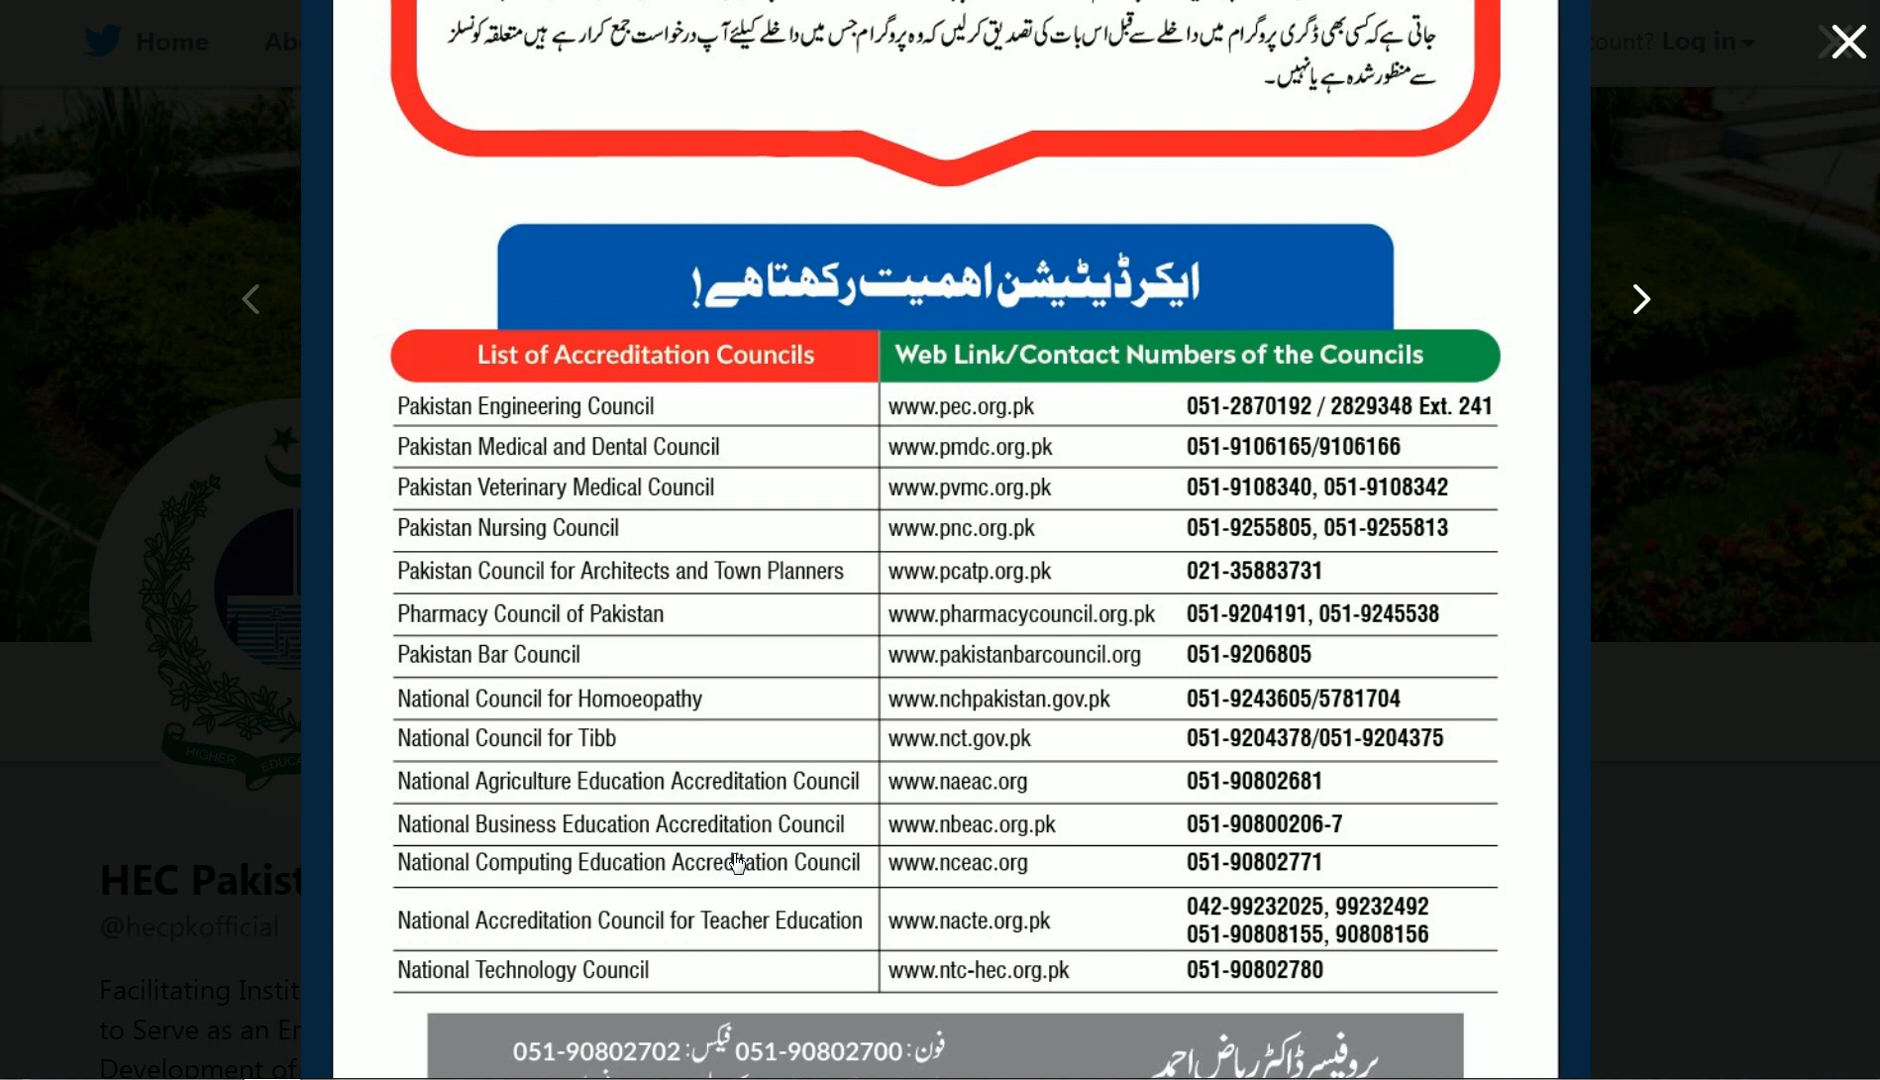 Home
Log in
جاتی ہے کہ کسی بھی ڈگری پروگرام میں داخلے سے قبل اس بات کی تصدیق کرلیں کہ وہ پروگرام جس میں داخلے کیلئے آپ درخواست جمع کرارہے ہیں متعلقہ کونسلز
سے منظور شدہ ہے یا نہیں۔
ایکرڈیٹیشن اہمیت رکھتا ہے!
List of Accreditation Councils Web Link/Contact Numbers of the Councils
Pakistan Engineering Council www.pec.org.pk 051-2870192 / 2829348 Ext. 241
Pakistan Medical and Dental Council www.pmdc.org.pk 051-9106165/9106166
Pakistan Veterinary Medical Council www.pvmc.org.pk 051-9108340, 051-9108342
Pakistan Nursing Council www.pnc.org.pk 051-9255805, 051-9255813
Pakistan Council for Architects and Town Planners www.pcatp.org.pk 021-35883731
Pharmacy Council of Pakistan www.pharmacycouncil.org.pk 051-9204191, 051-9245538
Pakistan Bar Council www.pakistanbarcouncil.org 051-9206805
National Council for Homoeopathy www.nchpakistan.gov.pk 051-9243605/5781704
National Council for Tibb www.nct.gov.pk 051-9204378/051-9204375
National Agriculture Education Accreditation Council www.naeac.org 051-90802681
National Business Education Accreditation Council www.nbeac.org.pk 051-90800206-7
National Computing Education Accreditation Council www.nceac.org 051-90802771
National Accreditation Council for Teacher Education www.nacte.org.pk 042-99232025, 99232492
051-90808155, 90808156
National Technology Council www.ntc-hec.org.pk 051-90802780
پروفیسر ڈاکٹر ریاض احمد
فون: 051-90802700 فیکس: 051-90802702
HIGHER
HEC
@hecpkofficial
Facilitating
to Serve as an
Development of